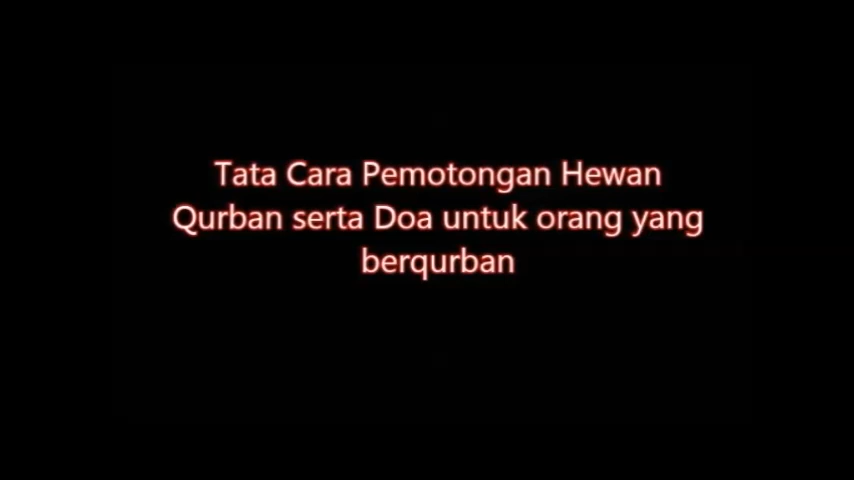 Tata Cara Pemotongan Hewan
Qurban serta Doa untuk orang yang
berqurban